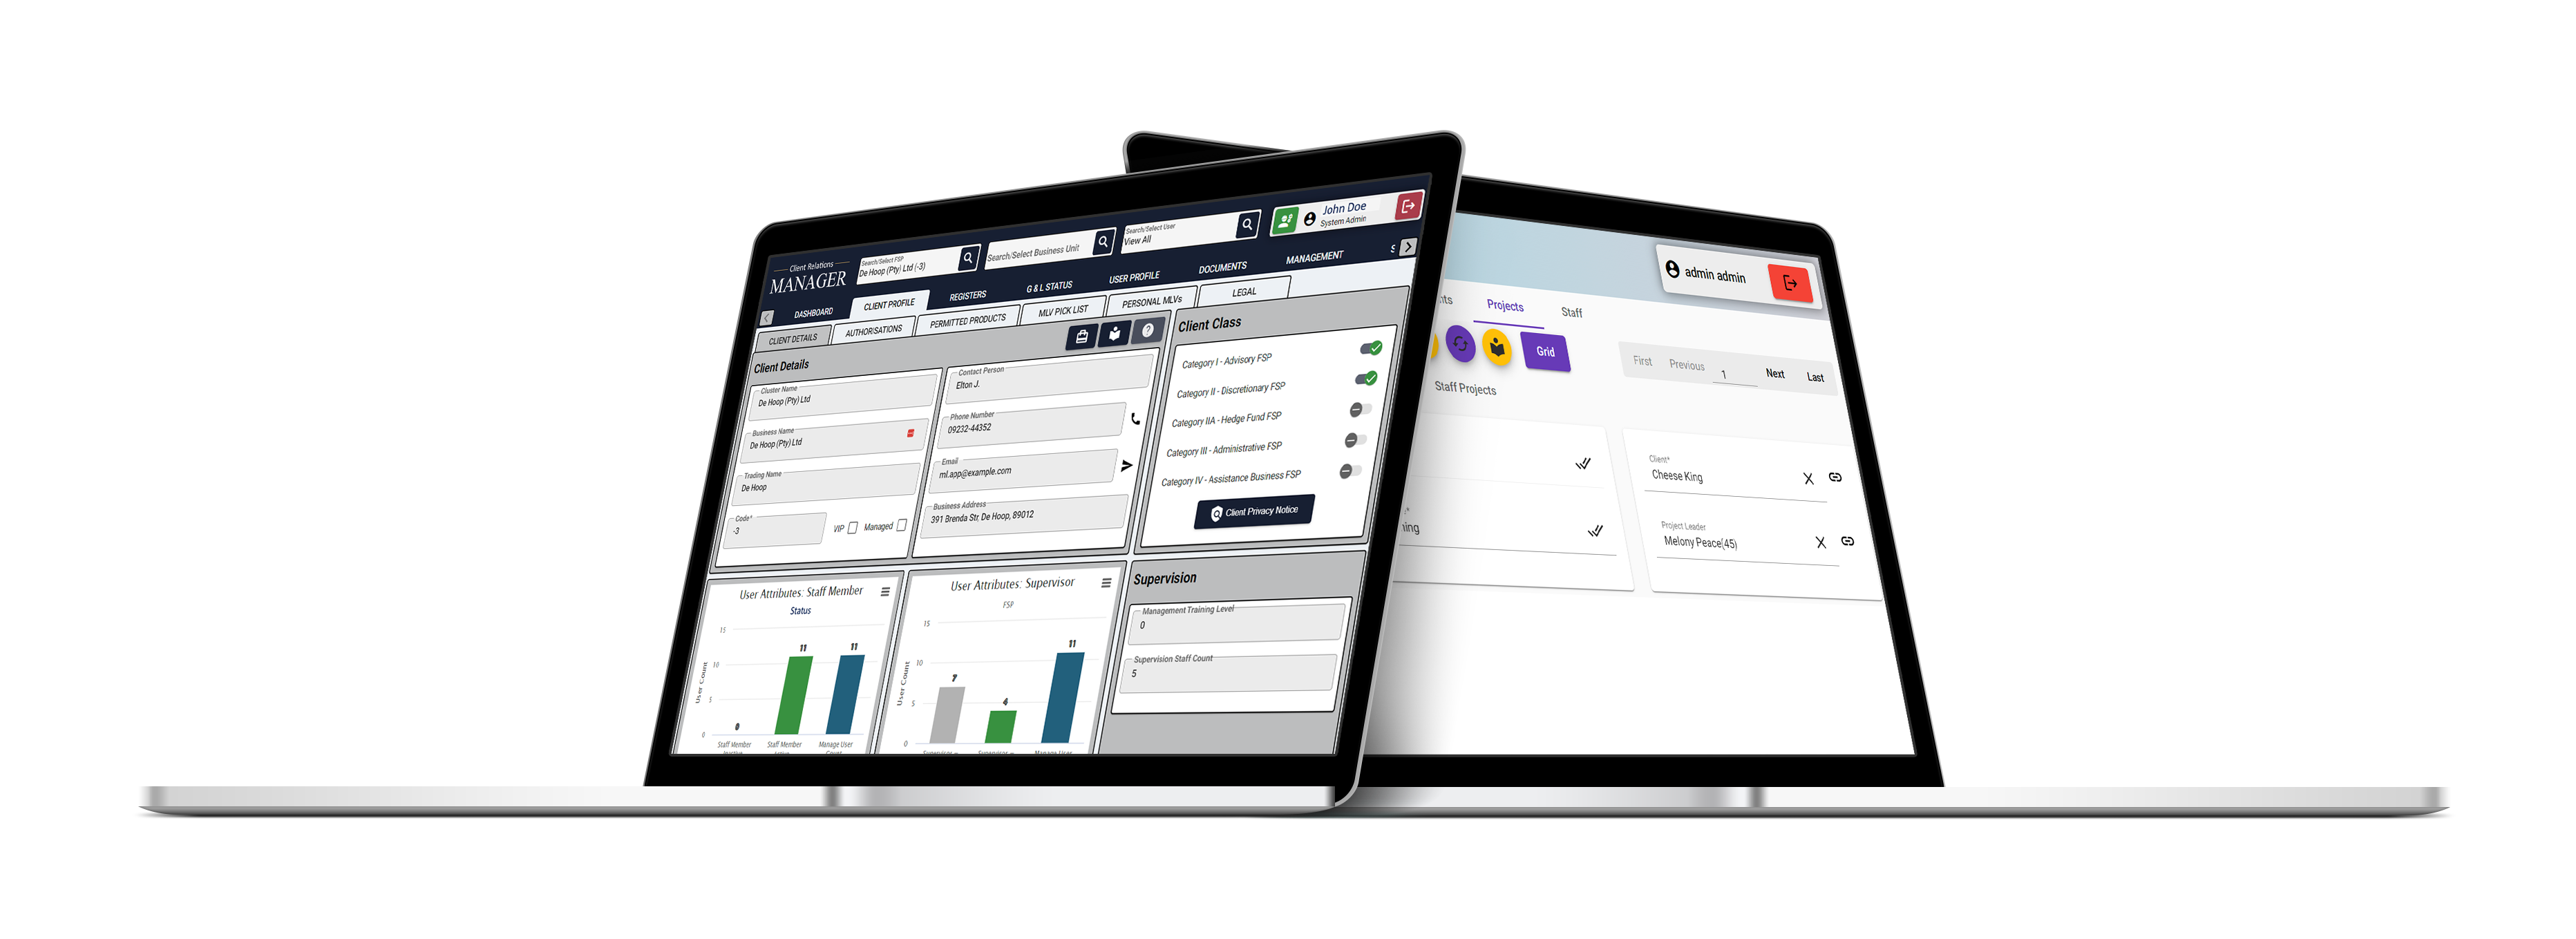 Client Relations
MANAGER
Search/Select FSP
De Hoop (Pty) Ltd (-3)
Search/Select Business Unit
Search/Select User
View All
John Doe
System Admin
DASHBOARD
CLIENT PROFILE
REGISTERS
G & L STATUS
USER PROFILE
DOCUMENTS
MANAGEMENT
S
CLIENT DETAILS
AUTHORISATIONS
PERMITTED PRODUCTS
MLV PICK LIST
PERSONAL MLVs
LEGAL
Client Details
Cluster Name
De Hoop (Pty) Ltd
Business Name
De Hoop (Pty) Ltd
Trading Name
De Hoop
Code*
-3
VIP
Managed
Contact Person
Elton J.
Phone Number
09232-44352
Email
ml.app@example.com
Business Address
391 Brenda Str, De Hoop, 89012
Client Class
Category I - Advisory FSP
Category II - Discretionary FSP
Category IIA - Hedge Fund FSP
Category III - Administrative FSP
Category IV - Assistance Business FSP
Client Privacy Notice
User Attributes: Staff Member
Status
15
10
5
0
User Count
0
11
11
Staff Member
Staff Member
Manage User
User Attributes: Supervisor
FSP
15
10
5
0
User Count
7
4
11
Manage User
Supervision
Management Training Level
0
Supervision Staff Count
5
admin admin
nts
Projects
Staff
Grid
First
Previous
1
Next
Last
Staff Projects
Client*
Cheese King
Project Leader
Melony Peace(45)
ing